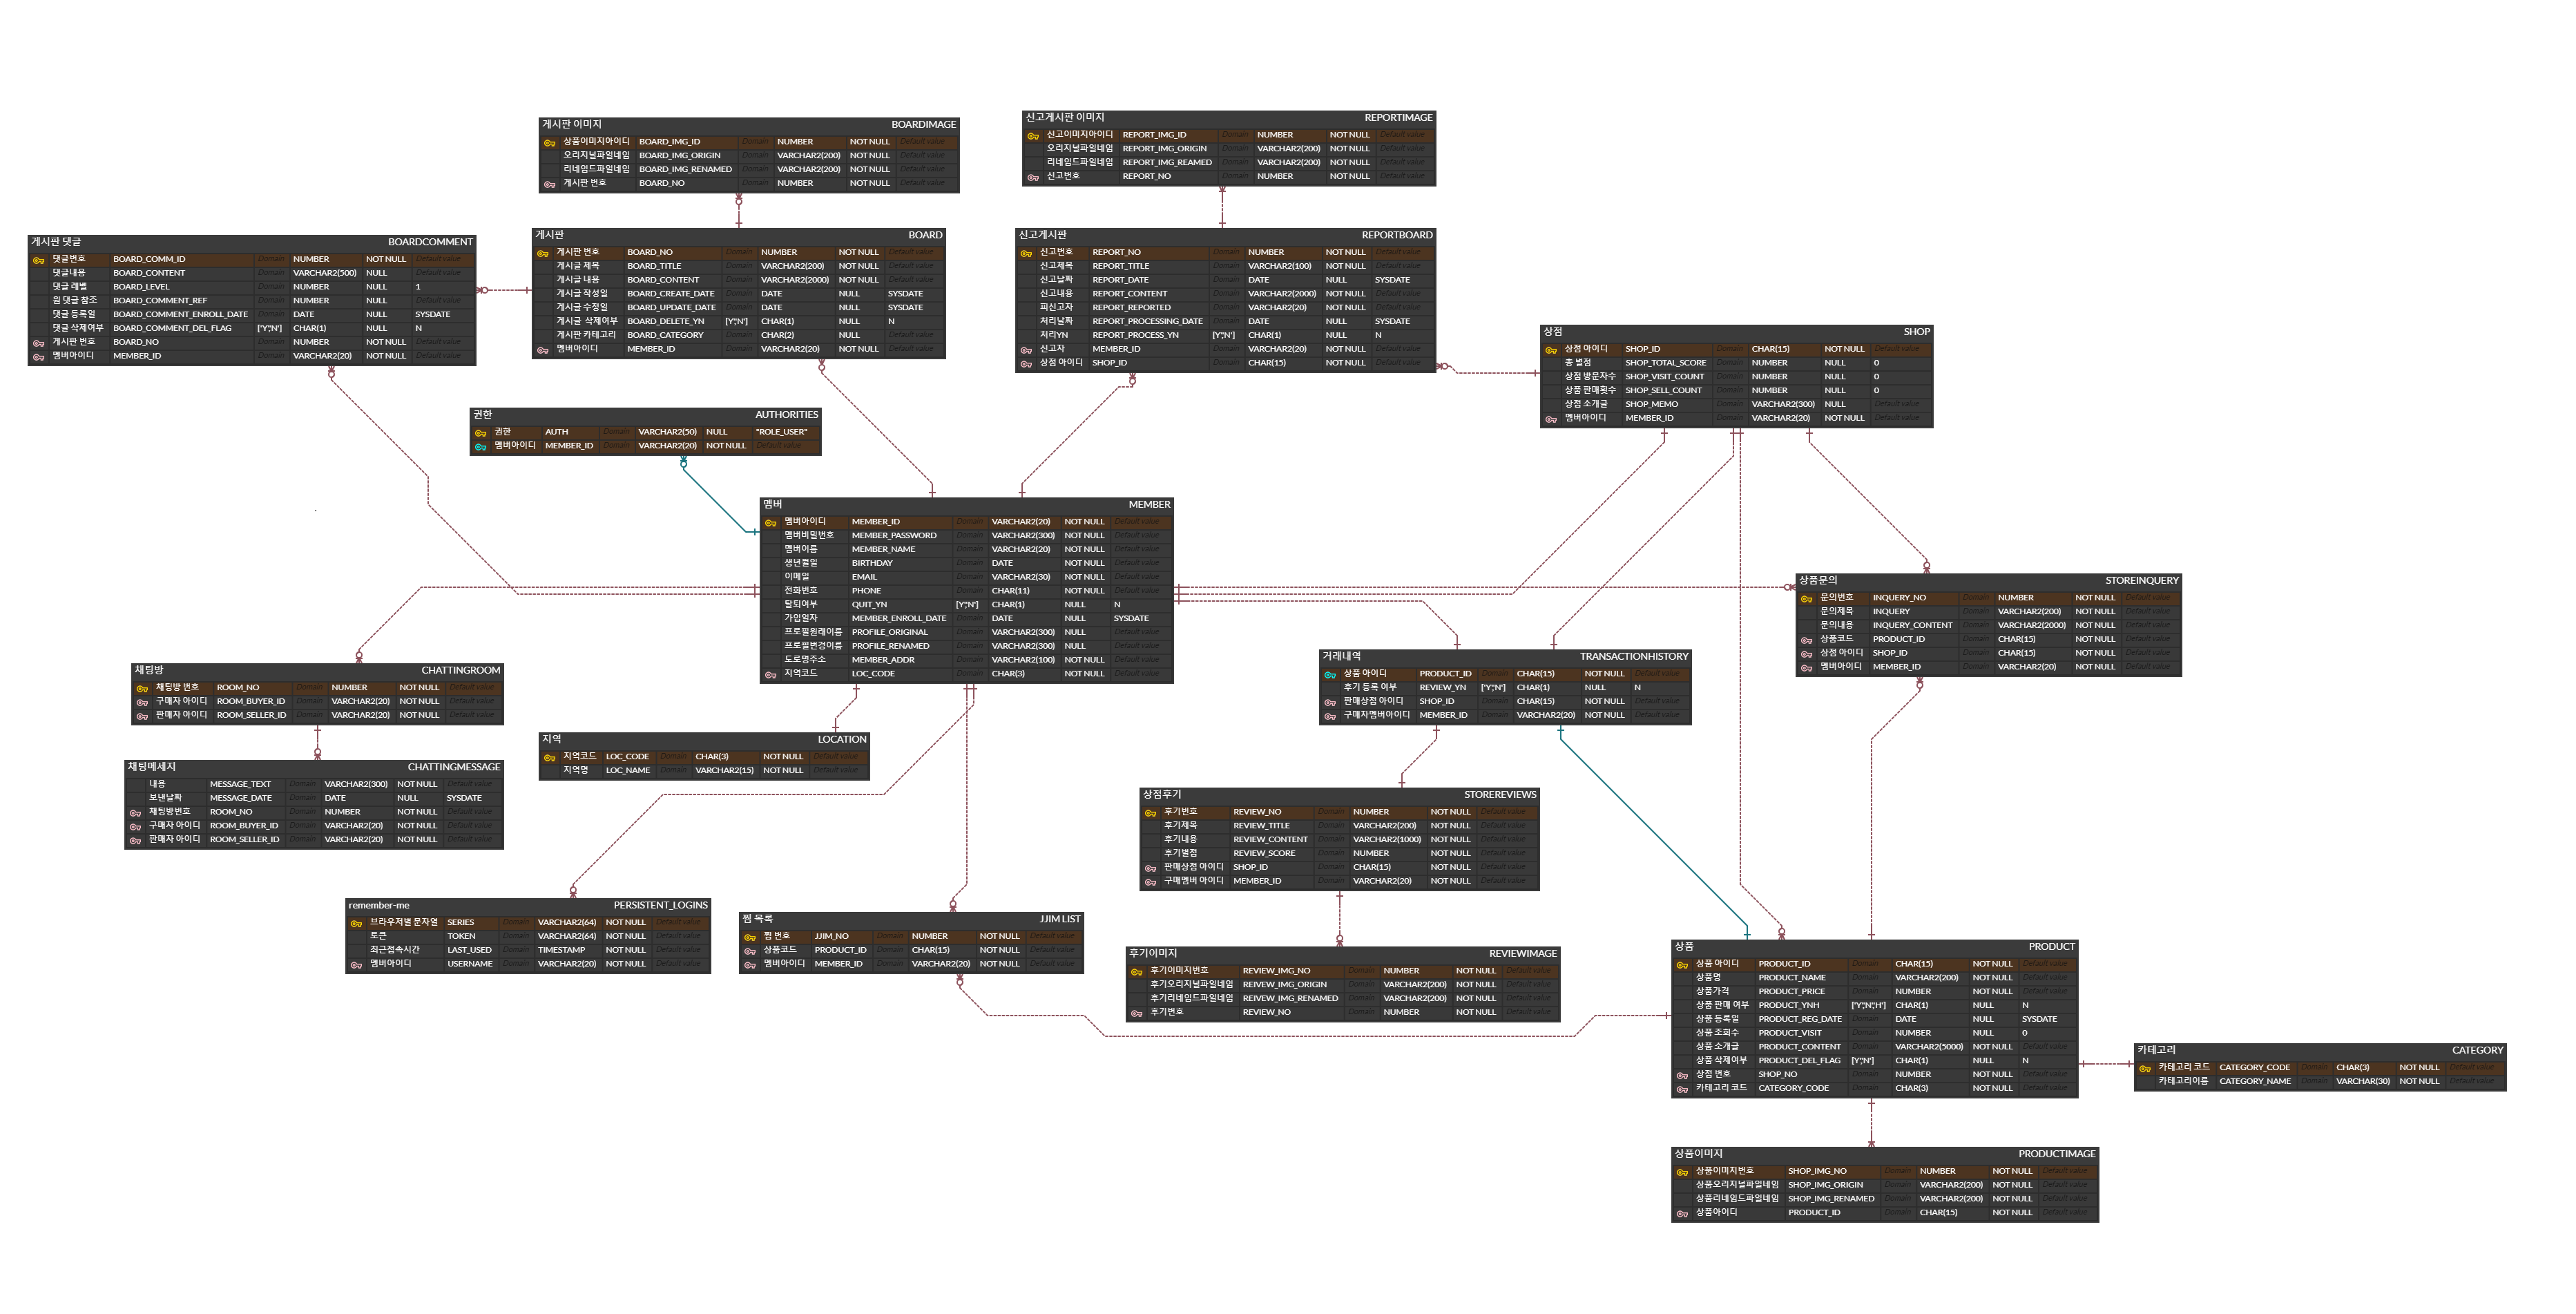 게시판 이미지 BOARDIMAGE
상품이미지아이디 BOARD_IMG_ID Domain NUMBER NOT NULL Default value
오리지널파일네임 BOARD_IMG_ORIGIN Domain VARCHAR2(200) NOT NULL Default value
리네임드파일네임 BOARD_IMG_RENAMED Domain VARCHAR2(200) NOT NULL Default value
게시판 번호 BOARD_NO Domain NUMBER NOT NULL Default value
신고게시판 이미지 REPORTIMAGE
신고이미지아이디 REPORT_IMG_ID Domain NUMBER NOT NULL Default value
오리지널파일네임 REPORT_IMG_ORIGIN Domain VARCHAR2(200) NOT NULL Default value
리네임드파일네임 REPORT_IMG_REAMED Domain VARCHAR2(200) NOT NULL Default value
신고번호 REPORT_NO Domain NUMBER NOT NULL Default value
게시판 댓글 BOARDCOMMENT
댓글번호 BOARD_COMM_ID Domain NUMBER NOT NULL Default value
댓글내용 BOARD_CONTENT Domain VARCHAR2(500) NULL Default value
댓글 레벨 BOARD_LEVEL Domain NUMBER NULL 1
원 댓글 참조 BOARD_COMMENT_REF Domain NUMBER NULL Default value
댓글 등록일 BOARD_COMMENT_ENROLL_DATE Domain DATE NULL SYSDATE
댓글 삭제여부 BOARD_COMMENT_DEL_FLAG ['Y','N'] CHAR(1) NULL N
게시판 번호 BOARD_NO Domain NUMBER NOT NULL Default value
멤버아이디 MEMBER_ID Domain VARCHAR2(20) NOT NULL Default value
게시판 BOARD
게시판 번호 BOARD_NO Domain NUMBER NOT NULL Default value
게시글 제목 BOARD_TITLE Domain VARCHAR2(200) NOT NULL Default value
게시글 내용 BOARD_CONTENT Domain VARCHAR2(2000) NOT NULL Default value
게시글 작성일 BOARD_CREATE_DATE Domain DATE NULL SYSDATE
게시글 수정일 BOARD_UPDATE_DATE Domain DATE NULL SYSDATE
게시글 삭제여부 BOARD_DELETE_YN ['Y','N'] CHAR(1) NULL N
게시판 카테고리 BOARD_CATEGORY Domain CHAR(2) NULL Default value
멤버아이디 MEMBER_ID Domain VARCHAR2(20) NOT NULL Default value
신고게시판 REPORTBOARD
신고번호 REPORT_NO Domain NUMBER NOT NULL Default value
신고제목 REPORT_TITLE Domain VARCHAR2(100) NOT NULL Default value
신고날짜 REPORT_DATE Domain DATE NULL SYSDATE
신고내용 REPORT_CONTENT Domain VARCHAR2(2000) NOT NULL Default value
피신고자 REPORT_REPORTED Domain VARCHAR2(20) NOT NULL Default value
처리날짜 REPORT_PROCESSING_DATE Domain DATE NULL SYSDATE
처리YN REPORT_PROCESS_YN ['Y','N'] CHAR(1) NULL N
신고자 MEMBER_ID Domain VARCHAR2(20) NOT NULL Default value
상점 아이디 SHOP_ID Domain CHAR(15) NOT NULL Default value
상점 SHOP
상점 아이디 SHOP_ID Domain CHAR(15) NOT NULL Default value
총 별점 SHOP_TOTAL_SCORE Domain NUMBER NULL 0
상점 방문자수 SHOP_VISIT_COUNT Domain NUMBER NULL 0
상품 판매횟수 SHOP_SELL_COUNT Domain NUMBER NULL 0
상점 소개글 SHOP_MEMO Domain VARCHAR2(300) NULL Default value
멤버아이디 MEMBER_ID Domain VARCHAR2(20) NOT NULL Default value
권한 AUTHORITIES
권한 AUTH Domain VARCHAR2(50) NULL "ROLE_USER"
멤버아이디 MEMBER_ID Domain VARCHAR2(20) NOT NULL Default value
멤버 MEMBER
멤버아이디 MEMBER_ID Domain VARCHAR2(20) NOT NULL Default value
멤버비밀번호 MEMBER_PASSWORD Domain VARCHAR2(300) NOT NULL Default value
멤버이름 MEMBER_NAME Domain VARCHAR2(20) NOT NULL Default value
생년월일 BIRTHDAY Domain DATE NOT NULL Default value
이메일 EMAIL Domain VARCHAR2(30) NOT NULL Default value
전화번호 PHONE Domain CHAR(11) NOT NULL Default value
탈퇴여부 QUIT_YN ['Y','N'] CHAR(1) NULL N
가입일자 MEMBER_ENROLL_DATE Domain DATE NULL SYSDATE
프로필원래이름 PROFILE_ORIGINAL Domain VARCHAR2(300) NULL Default value
프로필변경이름 PROFILE_RENAMED Domain VARCHAR2(300) NULL Default value
도로명주소 MEMBER_ADDR Domain VARCHAR2(100) NOT NULL Default value
지역코드 LOC_CODE Domain CHAR(3) NOT NULL Default value
상품문의 STOREINQUERY
문의번호 INQUERY_NO Domain NUMBER NOT NULL Default value
문의제목 INQUERY Domain VARCHAR2(200) NOT NULL Default value
문의내용 INQUERY_CONTENT Domain VARCHAR2(2000) NOT NULL Default value
상품코드 PRODUCT_ID Domain CHAR(15) NOT NULL Default value
상점 아이디 SHOP_ID Domain CHAR(15) NOT NULL Default value
멤버아이디 MEMBER_ID Domain VARCHAR2(20) NOT NULL Default value
채팅방 CHATTINGROOM
채팅방 번호 ROOM_NO Domain NUMBER NOT NULL Default value
구매자 아이디 ROOM_BUYER_ID Domain VARCHAR2(20) NOT NULL Default value
판매자 아이디 ROOM_SELLER_ID Domain VARCHAR2(20) NOT NULL Default value
거래내역 TRANSACTIONHISTORY
상품 아이디 PRODUCT_ID Domain CHAR(15) NOT NULL Default value
후기 등록 여부 REVIEW_YN ['Y','N'] CHAR(1) NULL N
판매상점 아이디 SHOP_ID Domain CHAR(15) NOT NULL Default value
구매자멤버아이디 MEMBER_ID Domain VARCHAR2(20) NOT NULL Default value
지역 LOCATION
지역코드 LOC_CODE Domain CHAR(3) NOT NULL Default value
지역명 LOC_NAME Domain VARCHAR2(15) NOT NULL Default value
채팅메세지 CHATTINGMESSAGE
내용 MESSAGE_TEXT Domain VARCHAR2(300) NOT NULL Default value
보낸날짜 MESSAGE_DATE Domain DATE NULL SYSDATE
채팅방번호 ROOM_NO Domain NUMBER NOT NULL Default value
구매자 아이디 ROOM_BUYER_ID Domain VARCHAR2(20) NOT NULL Default value
판매자 아이디 ROOM_SELLER_ID Domain VARCHAR2(20) NOT NULL Default value
상점후기 STOREREVIEWS
후기번호 REVIEW_NO Domain NUMBER NOT NULL Default value
후기제목 REVIEW_TITLE Domain VARCHAR2(200) NOT NULL Default value
후기내용 REVIEW_CONTENT Domain VARCHAR2(1000) NOT NULL Default value
후기별점 REVIEW_SCORE Domain NUMBER NOT NULL Default value
판매상점 아이디 SHOP_ID Domain CHAR(15) NOT NULL Default value
구매멤버 아이디 MEMBER_ID Domain VARCHAR2(20) NOT NULL Default value
remember-me PERSISTENT_LOGINS
브라우저별 문자열 SERIES Domain VARCHAR2(64) NOT NULL Default value
토큰 TOKEN Domain VARCHAR2(64) NOT NULL Default value
최근접속시간 LAST_USED Domain TIMESTAMP NOT NULL Default value
멤버아이디 USERNAME Domain VARCHAR2(20) NOT NULL Default value
찜 목록 JJIM LIST
찜 번호 JJIM_NO Domain NUMBER NOT NULL Default value
상품코드 PRODUCT_ID Domain CHAR(15) NOT NULL Default value
멤버아이디 MEMBER_ID Domain VARCHAR2(20) NOT NULL Default value
후기이미지 REVIEWIMAGE
후기이미지번호 REVIEW_IMG_NO Domain NUMBER NOT NULL Default value
후기오리지널파일네임 REIVEW_IMG_ORIGIN Domain VARCHAR2(200) NOT NULL Default value
후기리네임드파일네임 REIVEW_IMG_RENAMED Domain VARCHAR2(200) NOT NULL Default value
후기번호 REVIEW_NO Domain NUMBER NOT NULL Default value
상품 PRODUCT
상품 아이디 PRODUCT_ID Domain CHAR(15) NOT NULL Default value
상품명 PRODUCT_NAME Domain VARCHAR2(200) NOT NULL Default value
상품가격 PRODUCT_PRICE Domain NUMBER NOT NULL Default value
상품 판매 여부 PRODUCT_YNH ['Y','N','H'] CHAR(1) NULL N
상품 등록일 PRODUCT_REG_DATE Domain DATE NULL SYSDATE
상품 조회수 PRODUCT_VISIT Domain NUMBER NULL 0
상품 소개글 PRODUCT_CONTENT Domain VARCHAR2(5000) NOT NULL Default value
상품 삭제여부 PRODUCT_DEL_FLAG ['Y','N'] CHAR(1) NULL N
상점 번호 SHOP_NO Domain NUMBER NOT NULL Default value
카테고리 코드 CATEGORY_CODE Domain CHAR(3) NOT NULL Default value
카테고리 CATEGORY
카테고리 코드 CATEGORY_CODE Domain CHAR(3) NOT NULL Default value
카테고리이름 CATEGORY_NAME Domain VARCHAR(30) NOT NULL Default value
상품이미지 PRODUCTIMAGE
상품이미지번호 SHOP_IMG_NO Domain NUMBER NOT NULL Default value
상품오리지널파일네임 SHOP_IMG_ORIGIN Domain VARCHAR2(200) NOT NULL Default value
상품리네임드파일네임 SHOP_IMG_RENAMED Domain VARCHAR2(200) NOT NULL Default value
상품아이디 PRODUCT_ID Domain CHAR(15) NOT NULL Default value